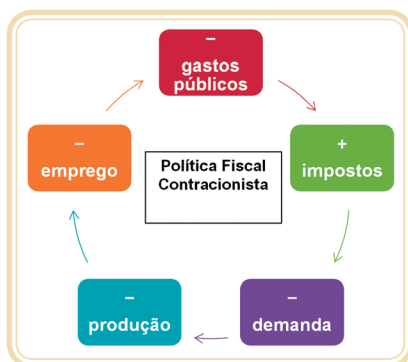 –
gastos
públicos
+
impostos
–
demanda
–
produção
–
emprego
Política Fiscal
Contracionista